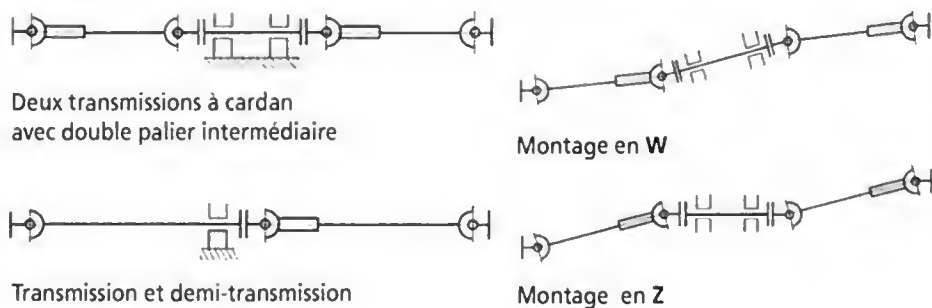 Deux transmissions à cardan
avec double palier intermédiaire
Montage en W
Transmission et demi-transmission
Montage en Z